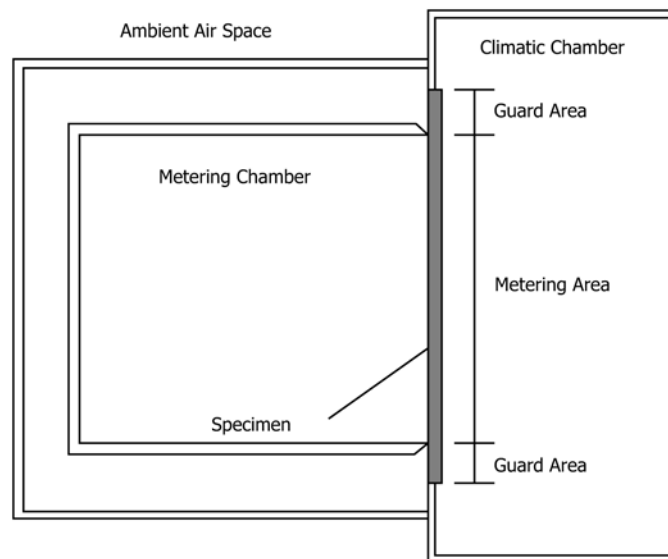 Ambient Air Space
Climatic Chamber
Guard Area
Metering Chamber
Metering Area
Specimen
Guard Area